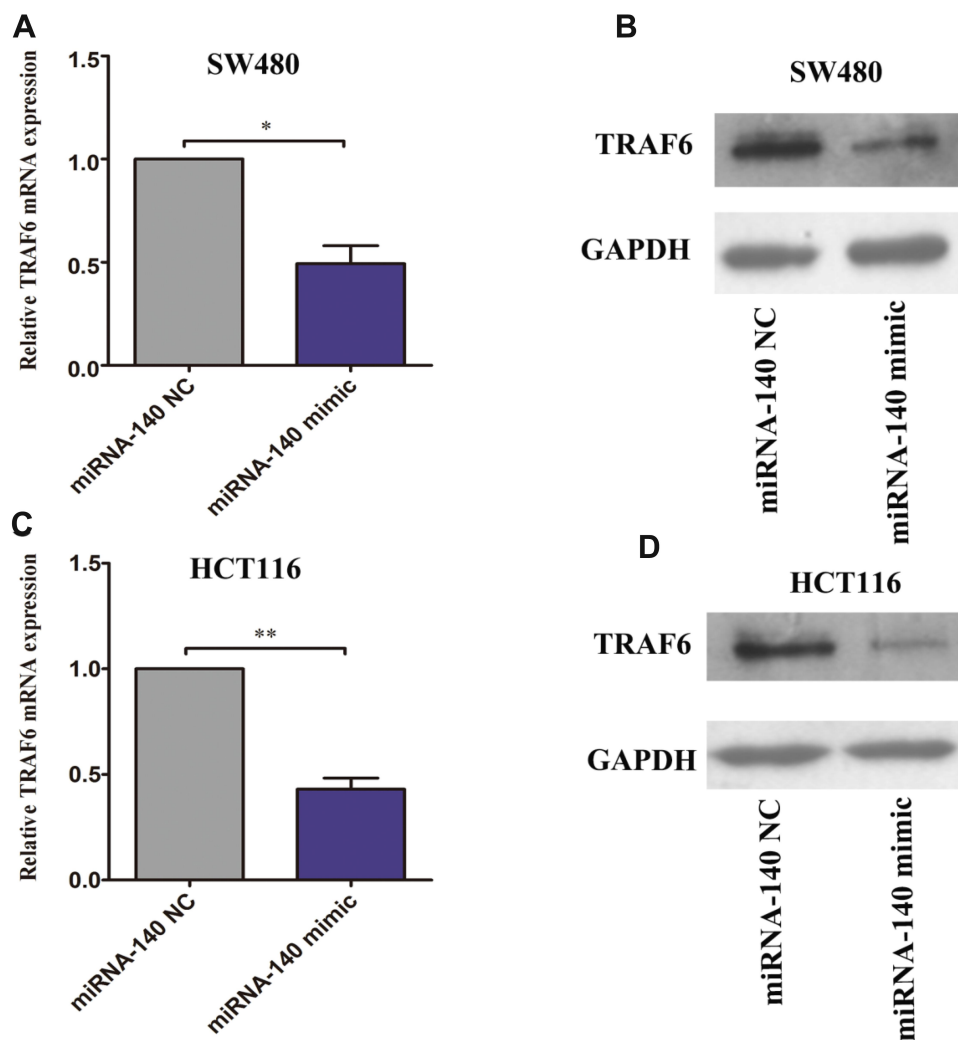 A
SW480
Relative TRAF6 mRNA expression
1.5
1.0
0.5
0.0
*
miRNA-140 NC
miRNA-140 mimic
B
SW480
TRAF6
GAPDH
miRNA-140 NC
miRNA-140 mimic
C
HCT116
Relative TRAF6 mRNA expression
1.5
1.0
0.5
0.0
**
miRNA-140 NC
miRNA-140 mimic
D
HCT116
TRAF6
GAPDH
miRNA-140 NC
miRNA-140 mimic